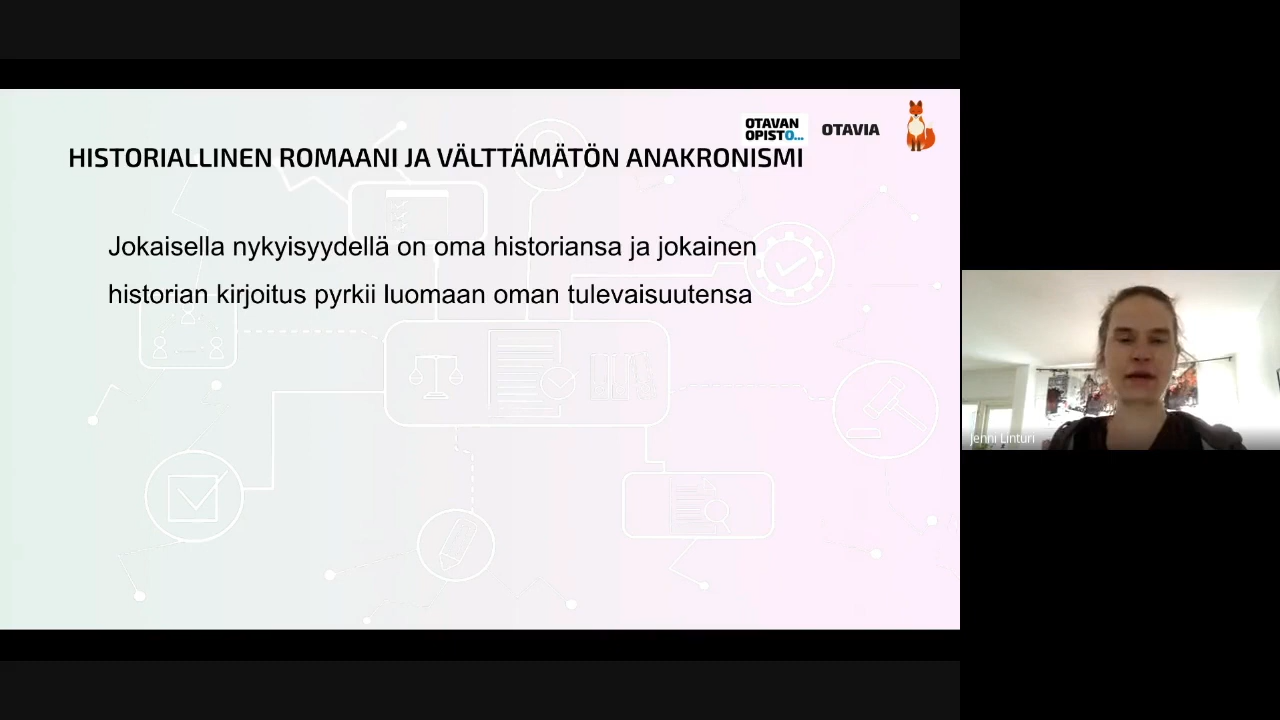 OTAVAN
OPISTO...
OTAVIA
HISTORIALLINEN ROMAANI JA VÄLTTÄMÄTÖN ANAKRONISMI
Jokaisella nykyisyydellä on oma historiansa ja jokainen
historian kirjoitus pyrkii luomaan oman tulevaisuutensa
Jenni Linturi